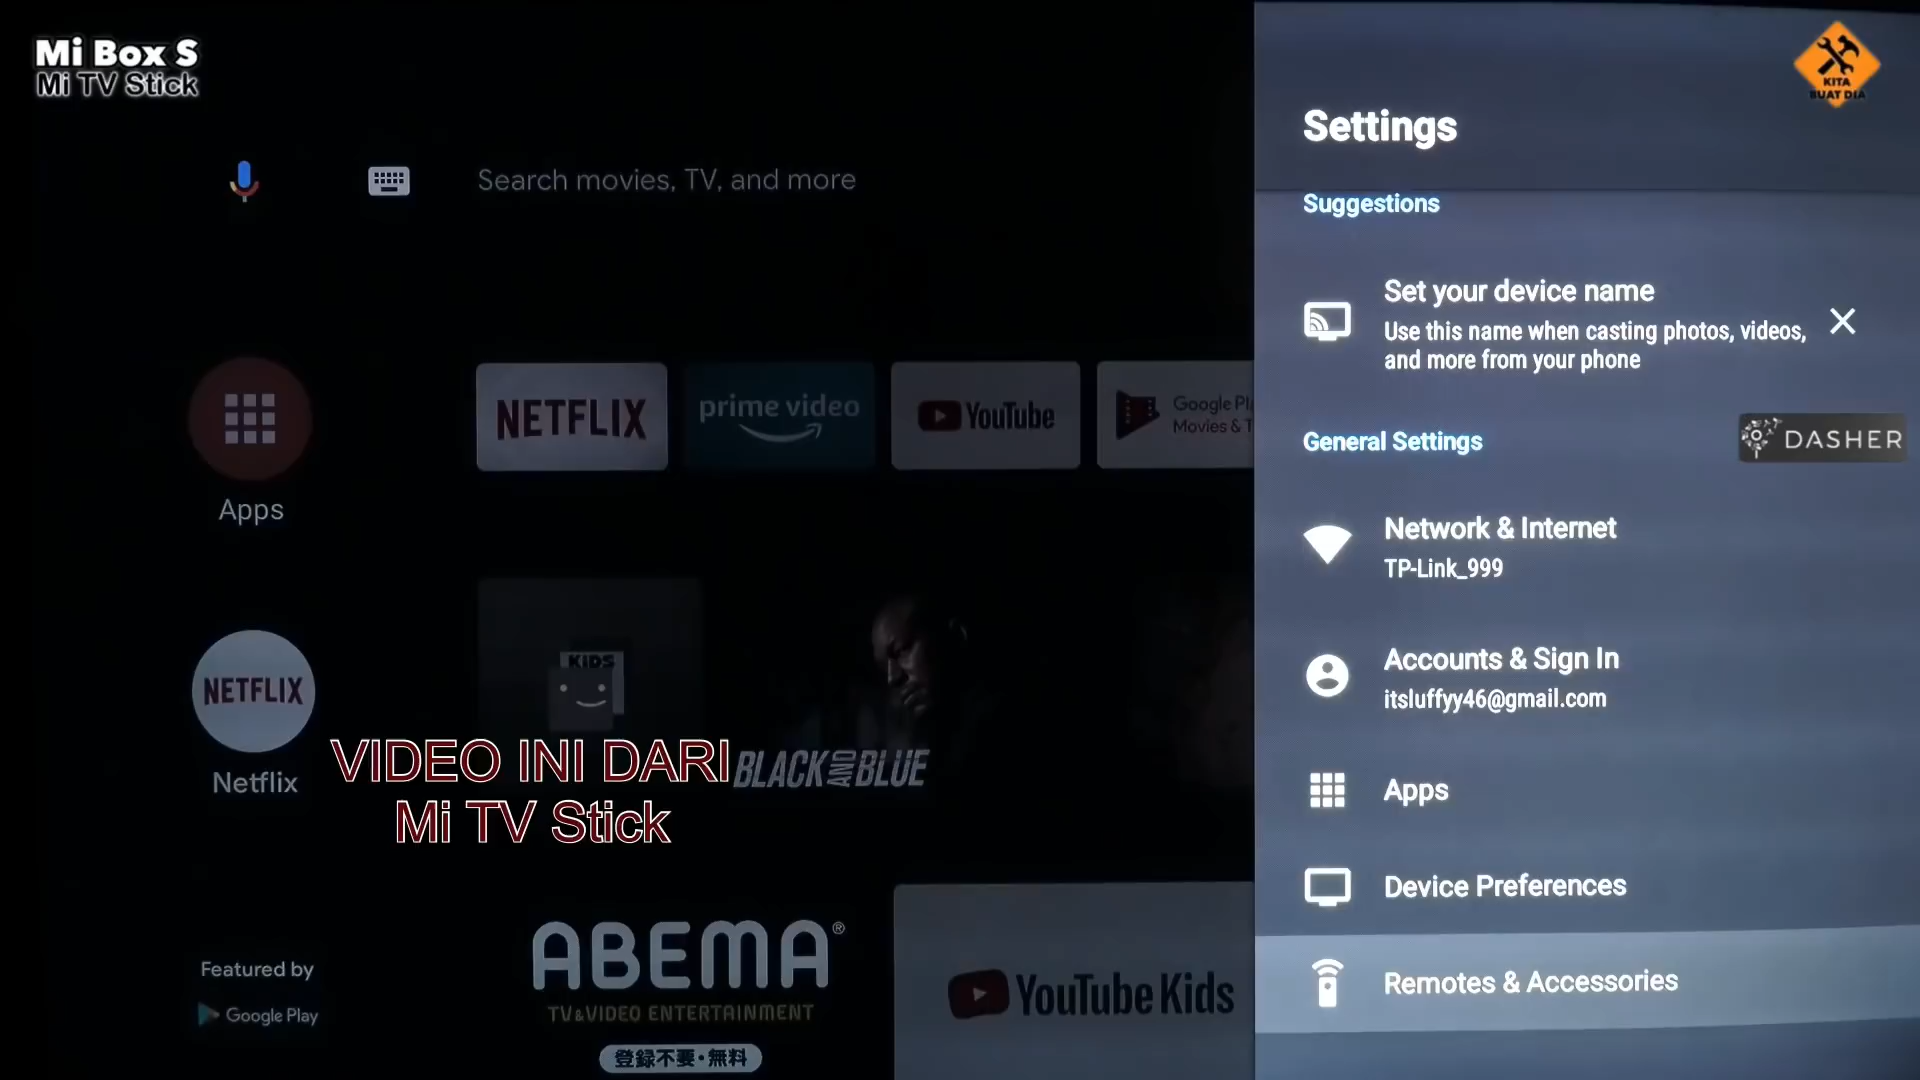 Mi Box S
Mi TV Stick
KITA
BUAT DIA
Search movies, TV, and more
Apps
NETFLIX
prime video
YouTube
Google Pl
Movies & T
NETFLIX
Netflix
KIDS
BLACK AND BLUE
VIDEO INI DARI
Mi TV Stick
Featured by
Google Play
ABEMA®
TV&VIDEO ENTERTAINMENT
登録不要・無料
YouTube Kids
Settings
Suggestions
Set your device name
Use this name when casting photos, videos,
and more from your phone
General Settings
DASHER
Network & Internet
TP-Link_999
Accounts & Sign In
itsluffyy46@gmail.com
Apps
Device Preferences
Remotes & Accessories